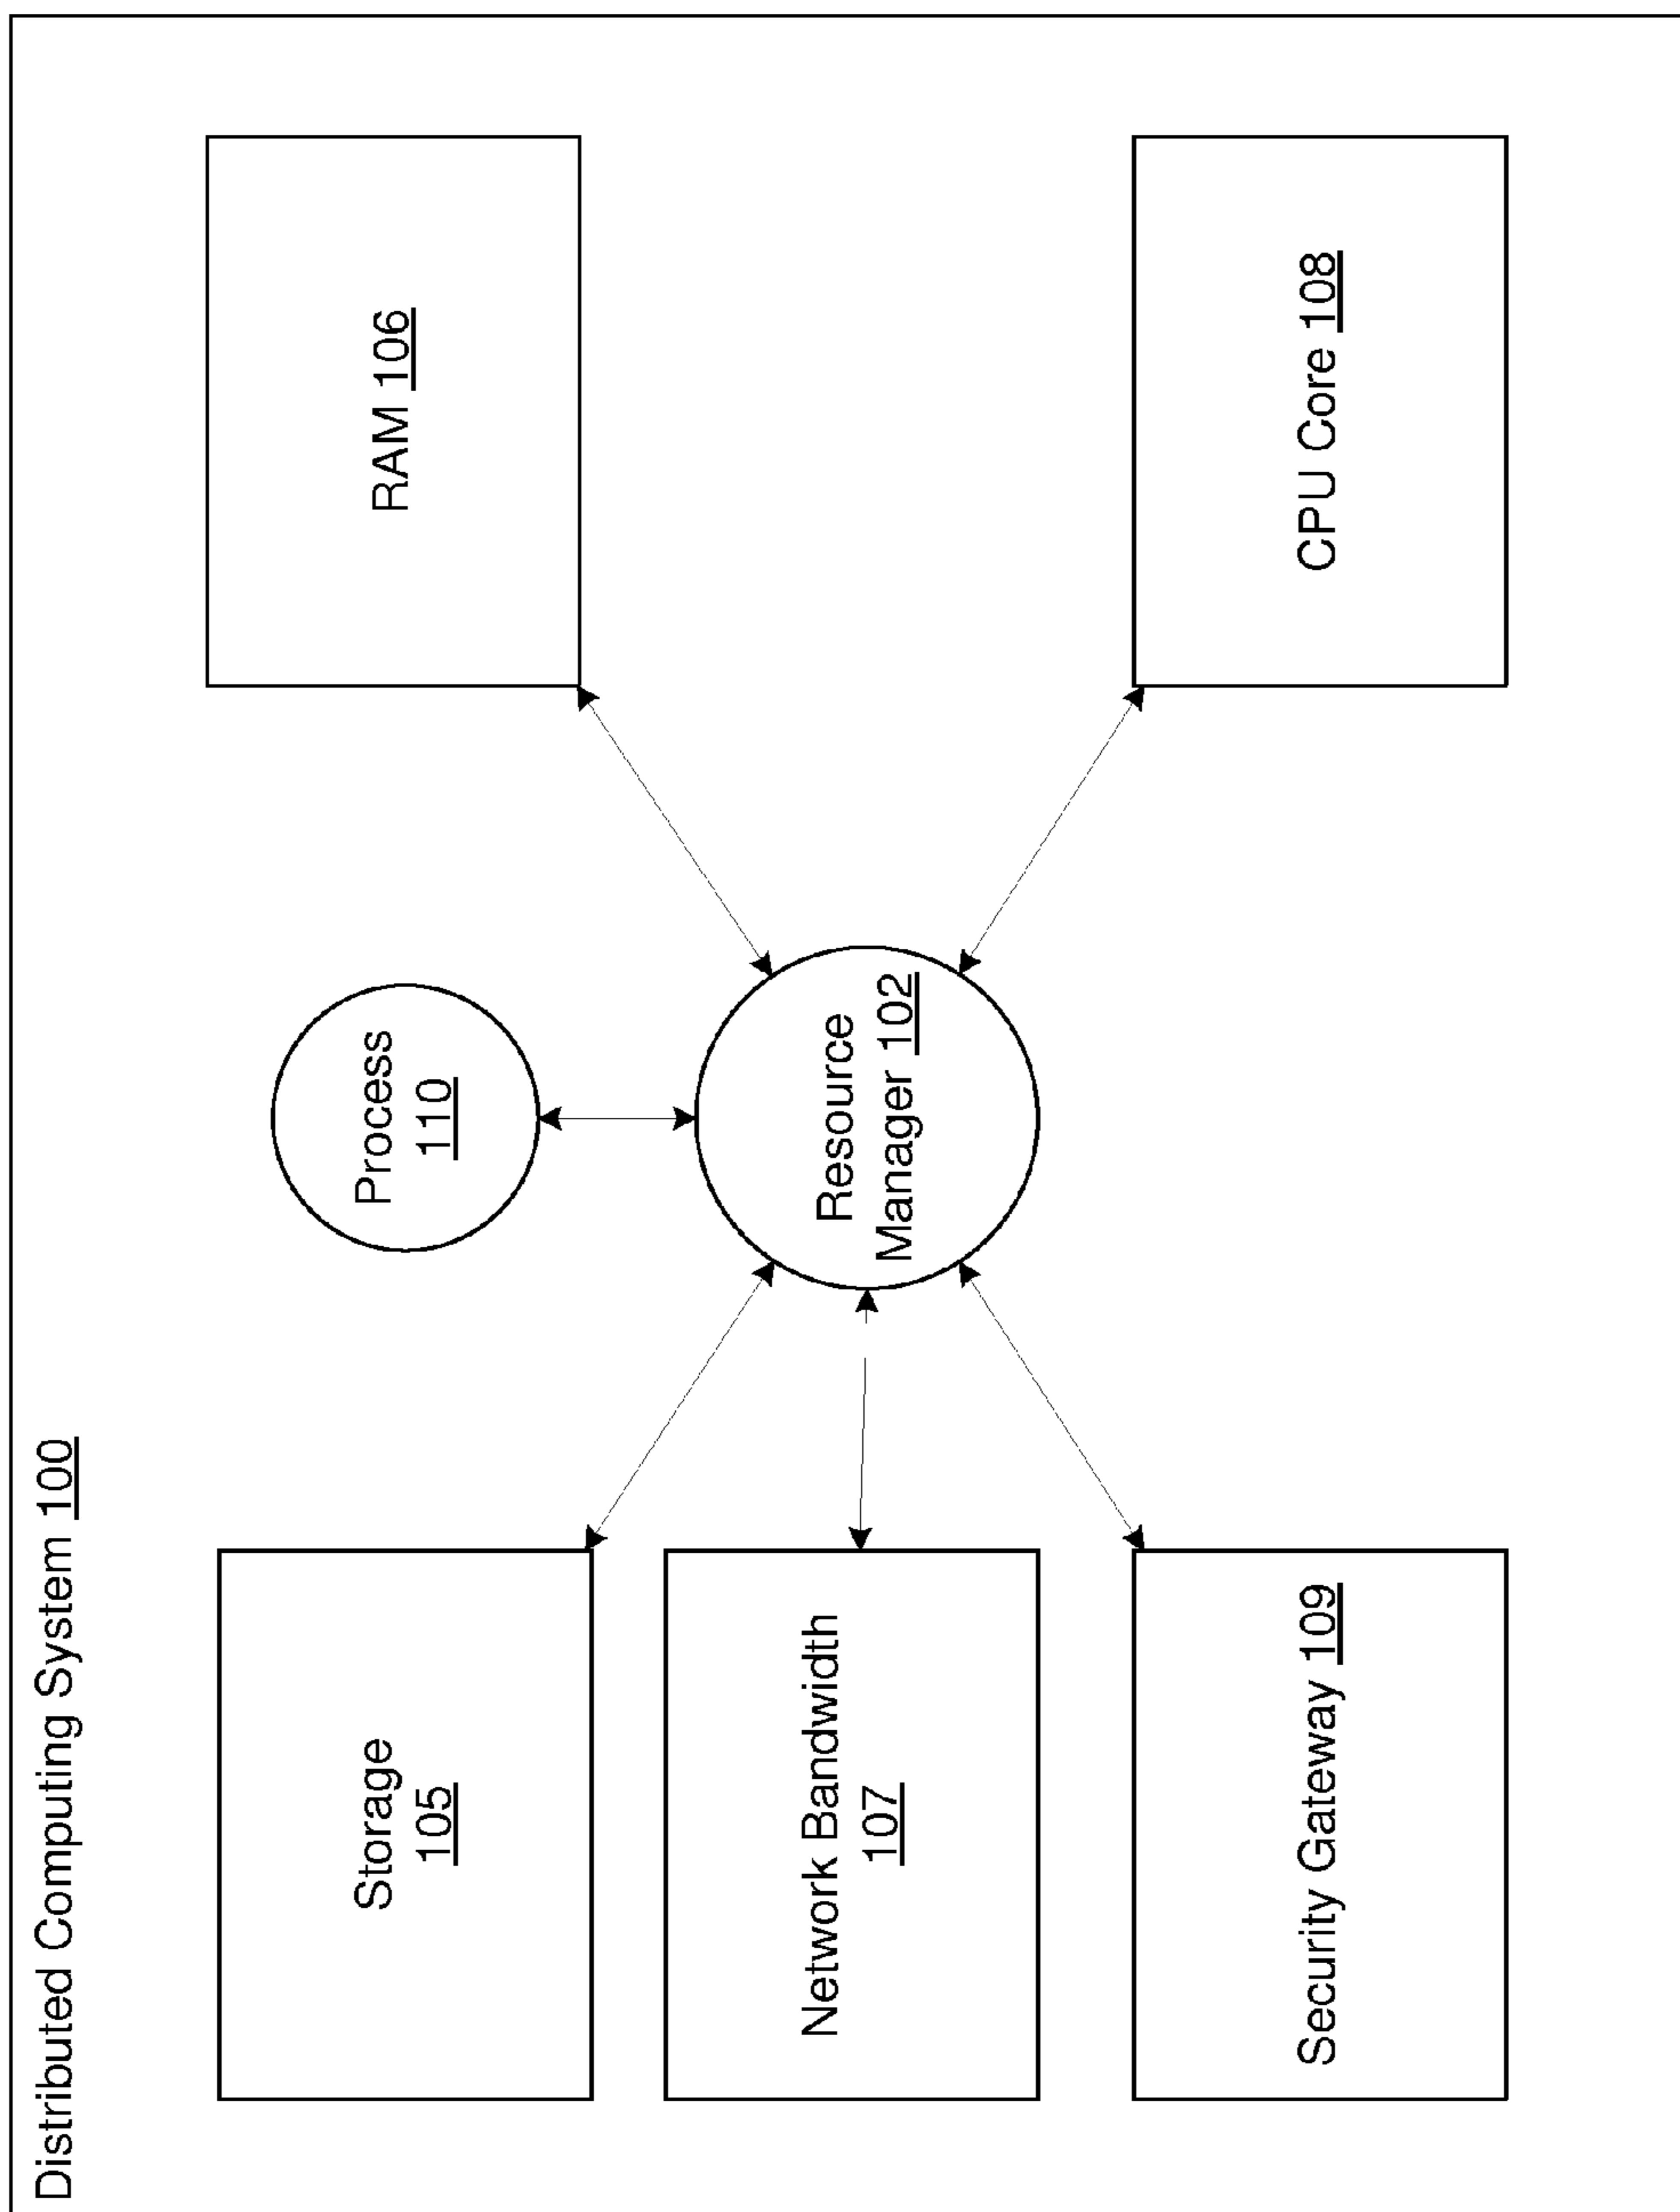 Distributed Computing System 100
Storage
105
Process
110
RAM 106
Network Bandwidth
107
Resource
Manager 102
Security Gateway 109
CPU Core 108